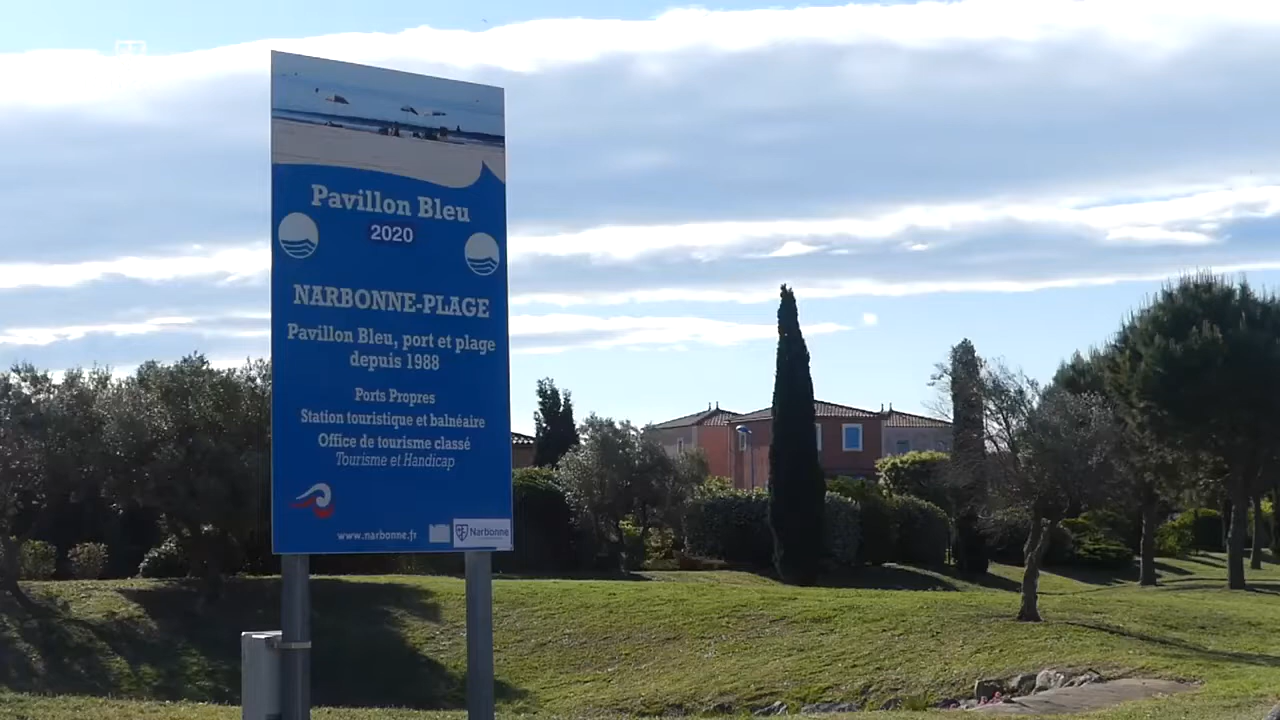 Pavillon Bleu
2020
NARBONNE-PLAGE
Pavillon Bleu, port et plage
depuis 1988
Ports Propres
Station touristique et balnéaire
Office de tourisme classé
Tourisme et Handicap
www.narbonne.fr
Narbonne